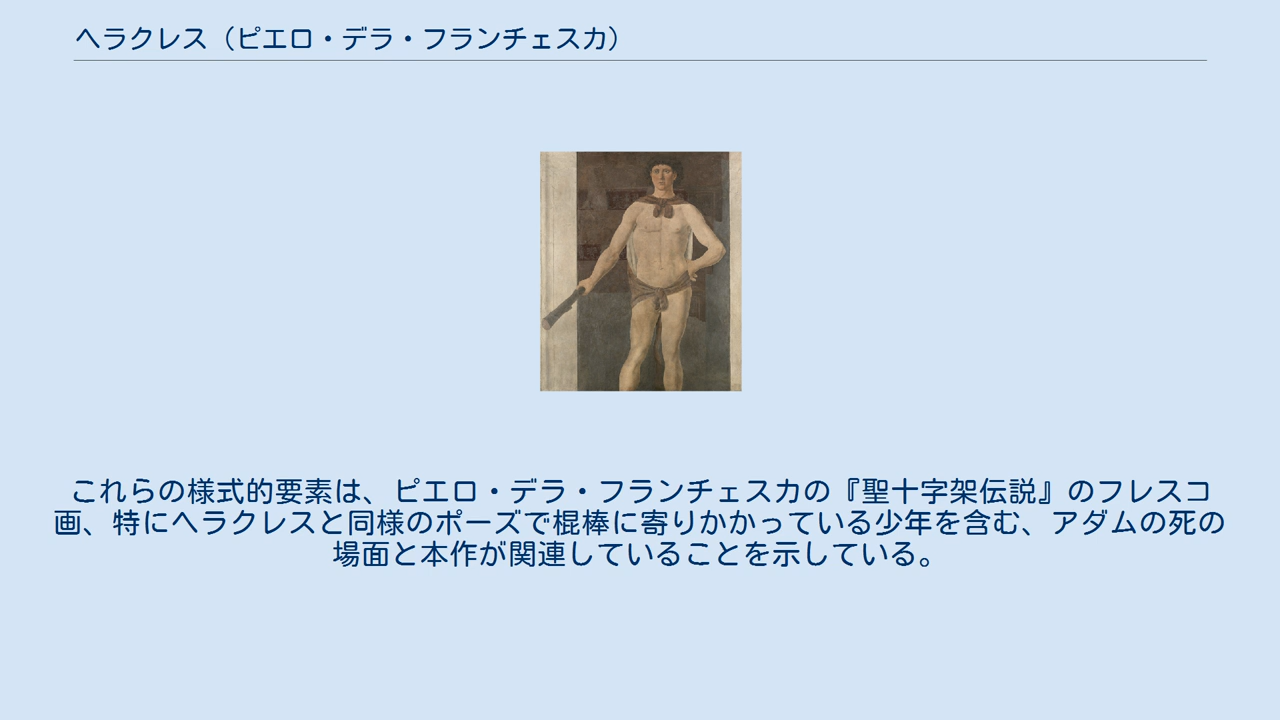 ヘラクレス（ピエロ・デラ・フランチェスカ）
これらの様式的要素は、ピエロ・デラ・フランチェスカの『聖十字架伝説』のフレスコ
画、特にヘラクレスと同様のポーズで棍棒に寄りかかっている少年を含む、アダムの死の
場面と本作が関連していることを示している。